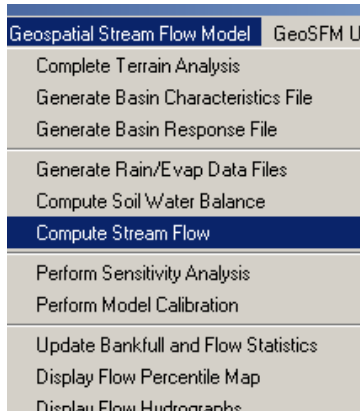 Geospatial Stream Flow Model GeoSFM U
Complete Terrain Analysis
Generate Basin Characteristics File
Generate Basin Response File
Generate Rain/Evap Data Files
Compute Soil Water Balance
Compute Stream Flow
Perform Sensitivity Analysis
Perform Model Calibration
Update Bankfull and Flow Statistics
Display Flow Percentile Map
Display Flow Hydrographs